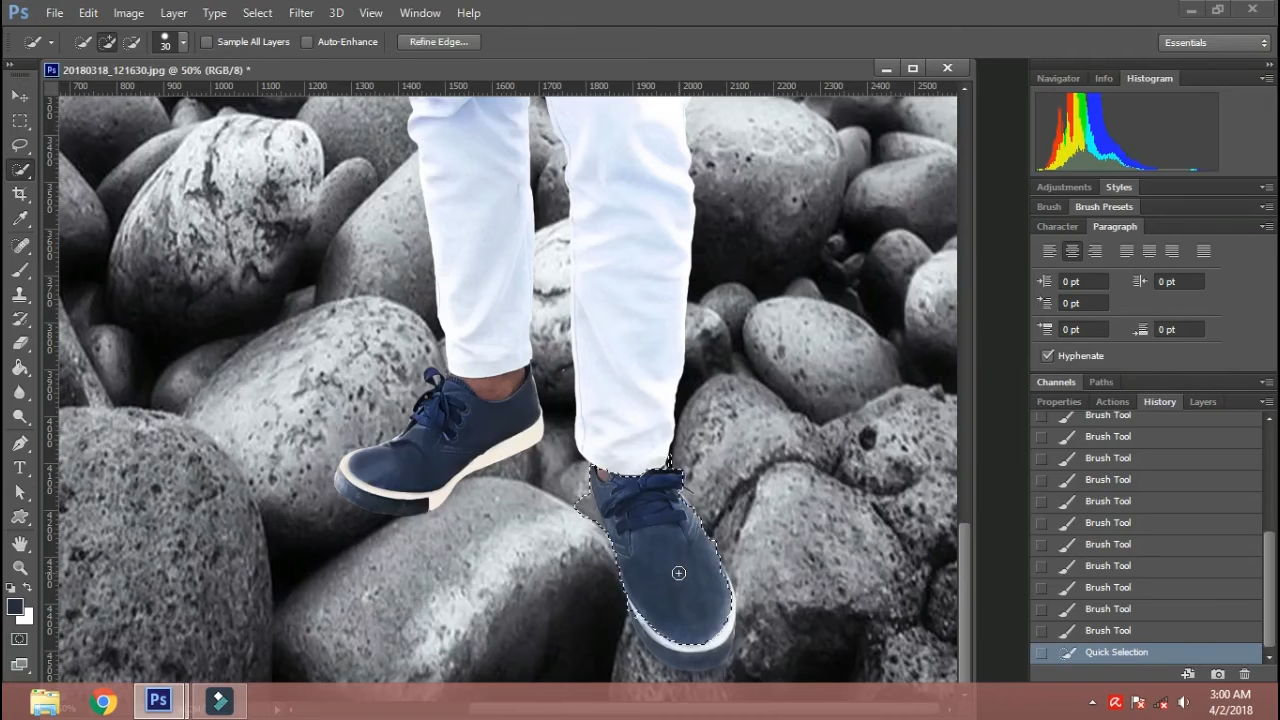 Ps File Edit Image Layer Type Select Filter 3D View Window Help
30 Sample All Layers Auto-Enhance Refine Edge... Essentials
Ps 20180318_121630.jpg @ 50% (RGB/8) *
700 800 900 1000 1100 1200 1300 1400 1500 1600 1700 1800 1900 2000 2100 2200 2300 2400 2500
Navigator Info Histogram
Adjustments Styles
Brush Brush Presets
Character Paragraph
0 pt 0 pt
0 pt
0 pt 0 pt
Hyphenate
Channels Paths
Properties Actions History Layers
Brush Tool
Brush Tool
Brush Tool
Brush Tool
Brush Tool
Brush Tool
Brush Tool
Brush Tool
Brush Tool
Brush Tool
Brush Tool
Quick Selection
Ps
3:00 AM
4/2/2018